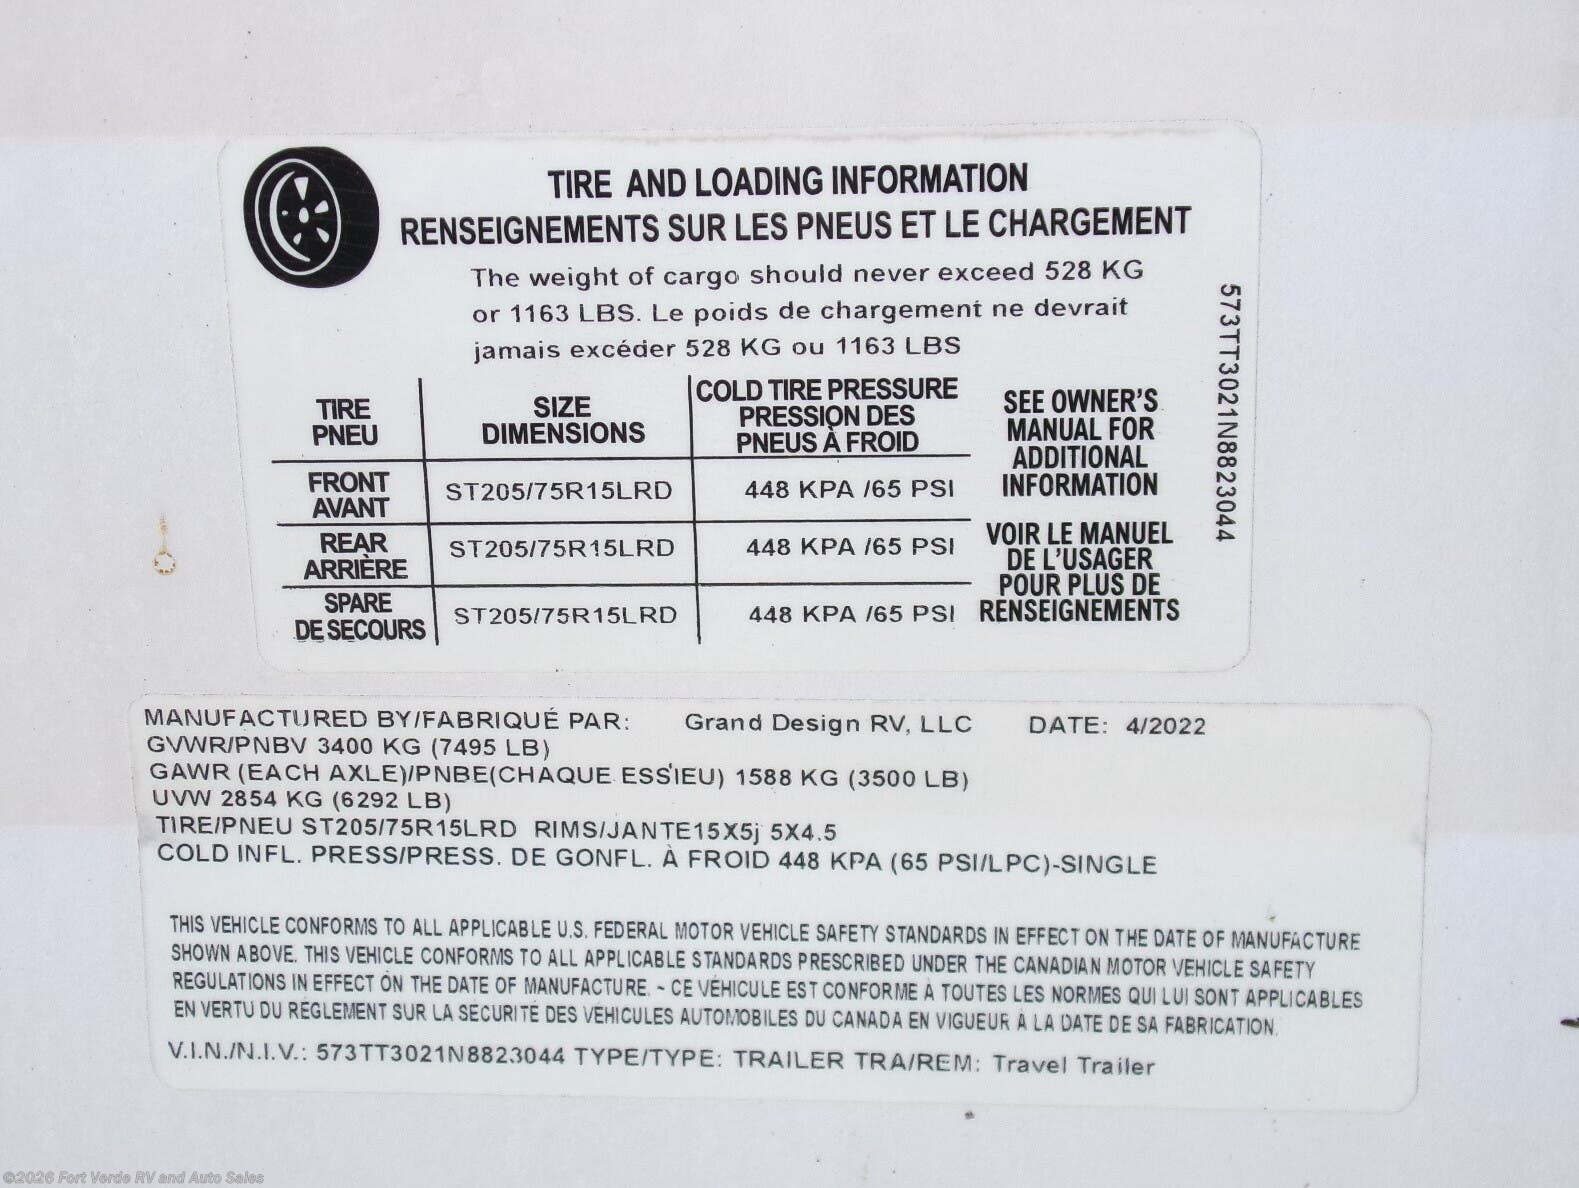 TIRE AND LOADING INFORMATION
RENSEIGNEMENTS SUR LES PNEUS ET LE CHARGEMENT
The weight of cargo should never exceed 528 KG
or 1163 LBS. Le poids de chargement ne devrait
jamais excéder 528 KG ou 1163 LBS
TIRE
PNEU
SIZE
DIMENSIONS
COLD TIRE PRESSURE
PRESSION DES
PNEUS À FROID
FRONT
AVANT
ST205/75R15LRD
448 KPA /65 PSI
REAR
ARRIÈRE
ST205/75R15LRD
448 KPA /65 PSI
SPARE
DE SECOURS
ST205/75R15LRD
448 KPA /65 PSI
SEE OWNER'S
MANUAL FOR
ADDITIONAL
INFORMATION
VOIR LE MANUEL
DE L'USAGER
POUR PLUS DE
RENSEIGNEMENTS
573TT3021N8823044
MANUFACTURED BY/FABRIQUÉ PAR: Grand Design RV, LLC DATE: 4/2022
GVWR/PNBV 3400 KG (7495 LB)
GAWR (EACH AXLE)/PNBE(CHAQUE ESSIEU) 1588 KG (3500 LB)
UVW 2854 KG (6292 LB)
TIRE/PNEU ST205/75R15LRD RIMS/JANTE15X5j 5X4.5
COLD INFL. PRESS/PRESS. DE GONFL. À FROID 448 KPA (65 PSI/LPC)-SINGLE
THIS VEHICLE CONFORMS TO ALL APPLICABLE U.S. FEDERAL MOTOR VEHICLE SAFETY STANDARDS IN EFFECT ON THE DATE OF MANUFACTURE
SHOWN ABOVE. THIS VEHICLE CONFORMS TO ALL APPLICABLE STANDARDS PRESCRIBED UNDER THE CANADIAN MOTOR VEHICLE SAFETY
REGULATIONS IN EFFECT ON THE DATE OF MANUFACTURE. ~ CE VÉHICULE EST CONFORME À TOUTES LES NORMES QUI LUI SONT APPLICABLES
EN VERTU DU RÈGLEMENT SUR LA SÉCURITÉ DES VÉHICULES AUTOMOBILES DU CANADA EN VIGUEUR À LA DATE DE SA FABRICATION.
V.I.N./N.I.V.: 573TT3021N8823044 TYPE/TYPE: TRAILER TRA/REM: Travel Trailer
©2026 Fort Verde RV and Auto Sales